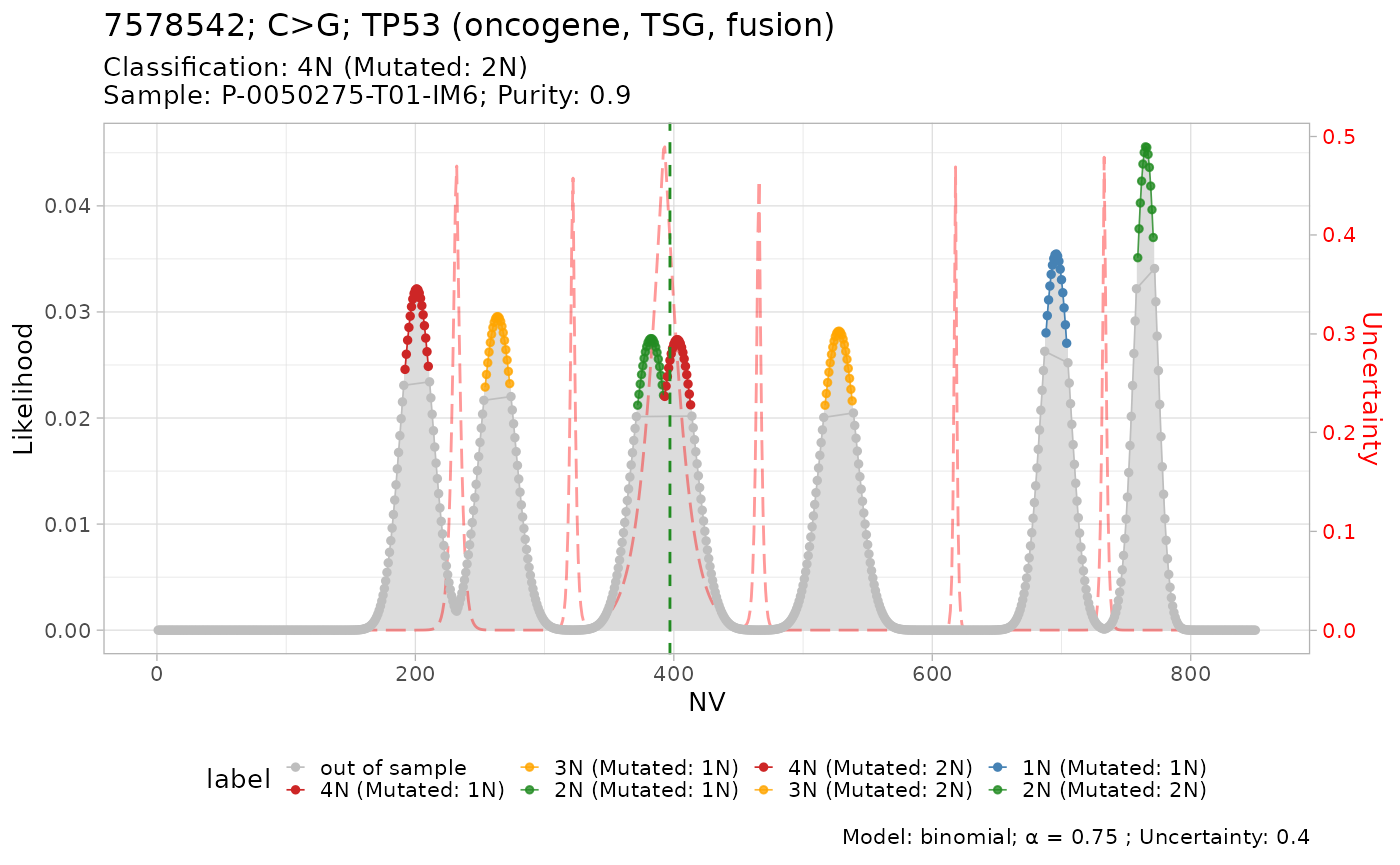 7578542; C>G; TP53 (oncogene, TSG, fusion)
Classification: 4N (Mutated: 2N)
Sample: P-0050275-T01-IM6; Purity: 0.9
Likelihood
0.04
0.03
0.02
0.01
0.00
0.5
0.4
0.3
0.2
0.1
0.0
Uncertainty
0 200 400 600 800
NV
label
out of sample 3N (Mutated: 1N) 4N (Mutated: 2N) 1N (Mutated: 1N)
4N (Mutated: 1N) 2N (Mutated: 1N) 3N (Mutated: 2N) 2N (Mutated: 2N)
Model: binomial; α = 0.75 ; Uncertainty: 0.4